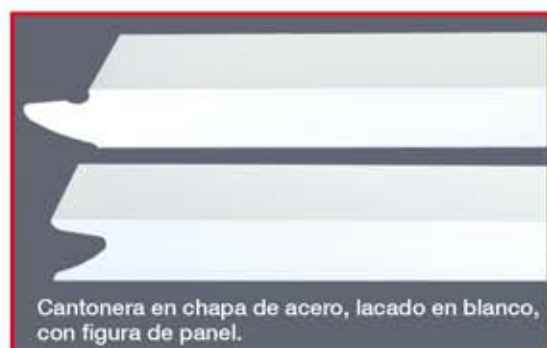 Cantonera en chapa de acero, lacado en blanco,
con figura de panel.